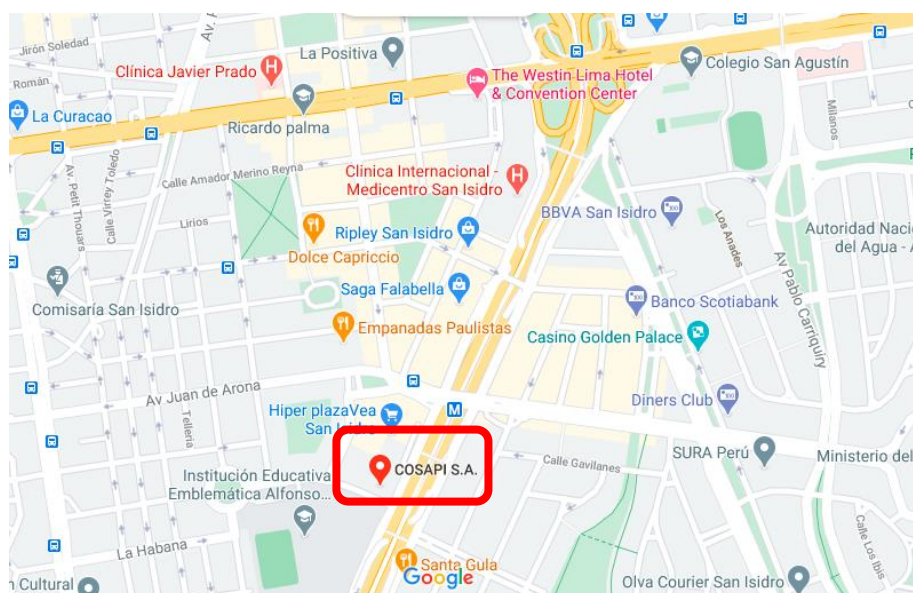 Jirón Soledad
La Positiva
Clínica Javier Prado
Colegio San Agustín
The Westin Lima Hotel
& Convention Center
Román
La Curacao
Ricardo palma
Milanos
Av. Petit Thouars
Calle Virrey Toledo
Calle Amador Merino Reyna
Clinica Internacional -
Medicentro San Isidro
Lirios
BBVA San Isidro
Los Anades
Ripley San Isidro
Autoridad Naci
del Agua -
Dolce Capriccio
Av Pablo Carriquiry
Saga Falabella
Comisaría San Isidro
Banco Scotiabank
Empanadas Paulistas
Casino Golden Palace
Av Juan de Arona
Diners Club
Hiper plazaVea
San Isidro
Telleria
M
COSAPI S.A.
Calle Gavilanes
SURA Perú
Ministerio del
Institución Educativa
Emblemática Alfonso...
Calle Los Ibis
La Habana
Santa Gula
Google
n Cultural
Olva Courier San Isidro